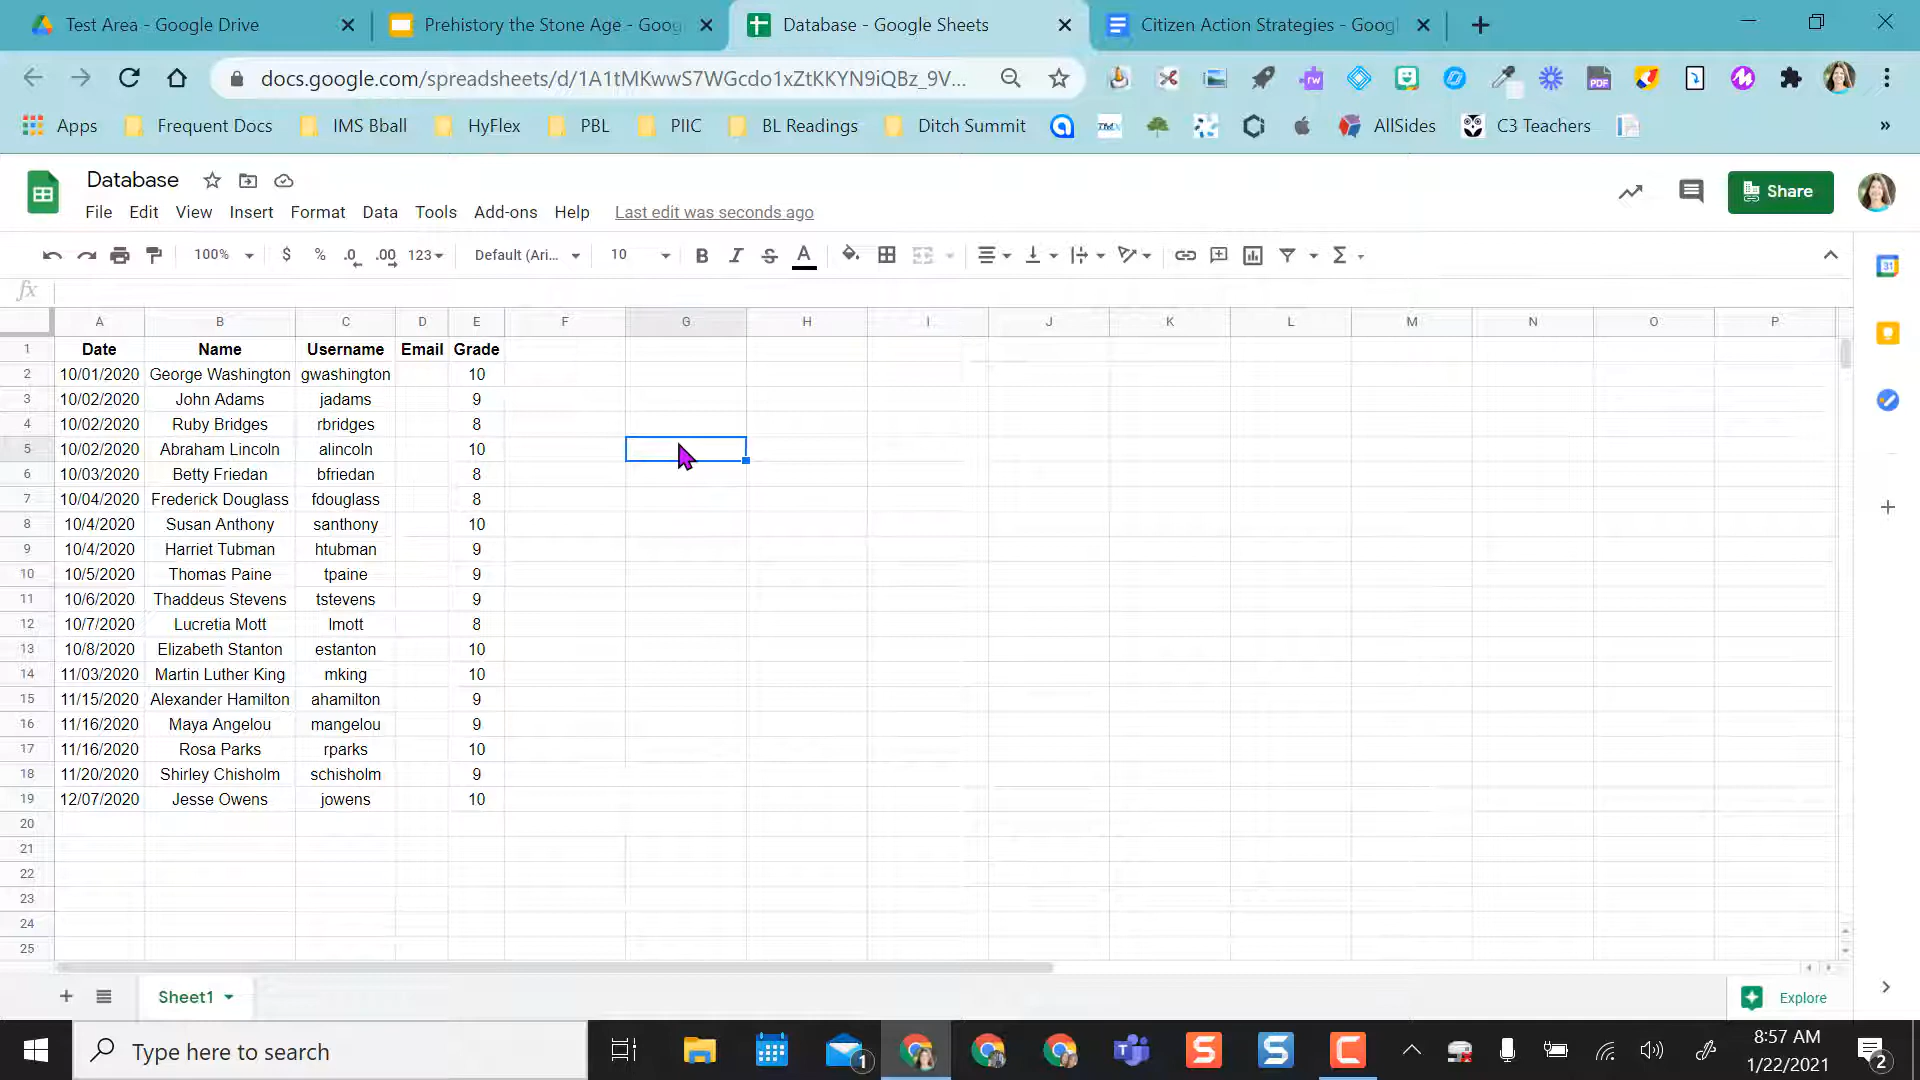 Test Area - Google Drive
Prehistory the Stone Age - Goog
Database - Google Sheets
Citizen Action Strategies - Googl
docs.google.com/spreadsheets/d/1A1tMKwwS7WGcdo1xZtKKYN9iQBz_9V...
rw
PDF
Apps
Frequent Docs
IMS Bball
HyFlex
PBL
PIIC
BL Readings
Ditch Summit
AllSides
C3 Teachers
»
Database
Share
File Edit View Insert Format Data Tools Add-ons Help Last edit was seconds ago
100% $ % .0 .00 123 Default (Ari... 10 B I S A Σ
31
fx
A B C D E F G H I J K L M N O P
1 Date Name Username Email Grade
2 10/01/2020 George Washington gwashington 10
3 10/02/2020 John Adams jadams 9
4 10/02/2020 Ruby Bridges rbridges 8
5 10/02/2020 Abraham Lincoln alincoln 10
6 10/03/2020 Betty Friedan bfriedan 8
7 10/04/2020 Frederick Douglass fdouglass 8
8 10/4/2020 Susan Anthony santhony 10
9 10/4/2020 Harriet Tubman htubman 9
10 10/5/2020 Thomas Paine tpaine 9
11 10/6/2020 Thaddeus Stevens tstevens 9
12 10/7/2020 Lucretia Mott lmott 8
13 10/8/2020 Elizabeth Stanton estanton 10
14 11/03/2020 Martin Luther King mking 10
15 11/15/2020 Alexander Hamilton ahamilton 9
16 11/16/2020 Maya Angelou mangelou 9
17 11/16/2020 Rosa Parks rparks 10
18 11/20/2020 Shirley Chisholm schisholm 9
19 12/07/2020 Jesse Owens jowens 10
20
21
22
23
24
25
Sheet1
Explore
Type here to search
1
S
S
C
8:57 AM
1/22/2021
2